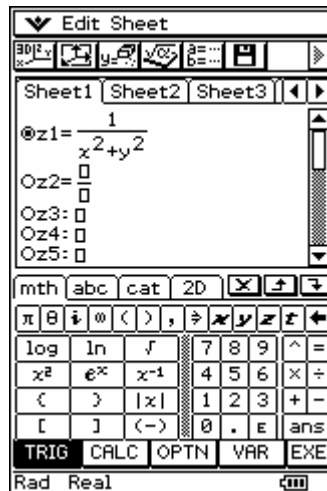 Edit Sheet
3D 2x y=
Sheet1 Sheet2 Sheet3
z1= 1
x²+y²
z2=▯
▯
z3:▯
z4:▯
z5:▯
mth abc cat 2D
π θ i ∞ ( ) , ⇒ x y z t ←
log ln √ 7 8 9 ^ =
x² eˣ x⁻¹ 4 5 6 × ÷
( ) |x| 1 2 3 + -
[ ] (-) 0 . E ans
TRIG CALC OPTN VAR EXE
Rad Real